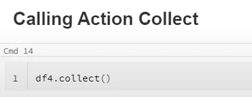 Calling Action Collect
Cmd 14
1 df4.collect()